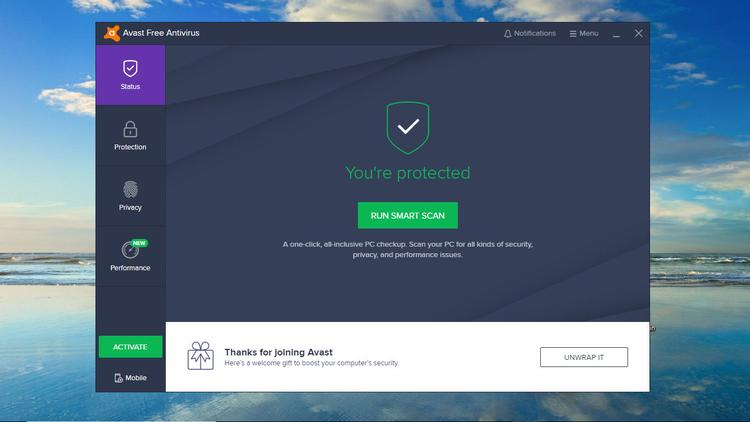 Avast Free Antivirus
Notifications
Menu
Status
Protection
Privacy
NEW
Performance
ACTIVATE
Mobile
You're protected
RUN SMART SCAN
A one-click, all-inclusive PC checkup. Scan your PC for all kinds of security,
privacy, and performance issues.
Thanks for joining Avast
Here's a welcome gift to boost your computer's security.
UNWRAP IT